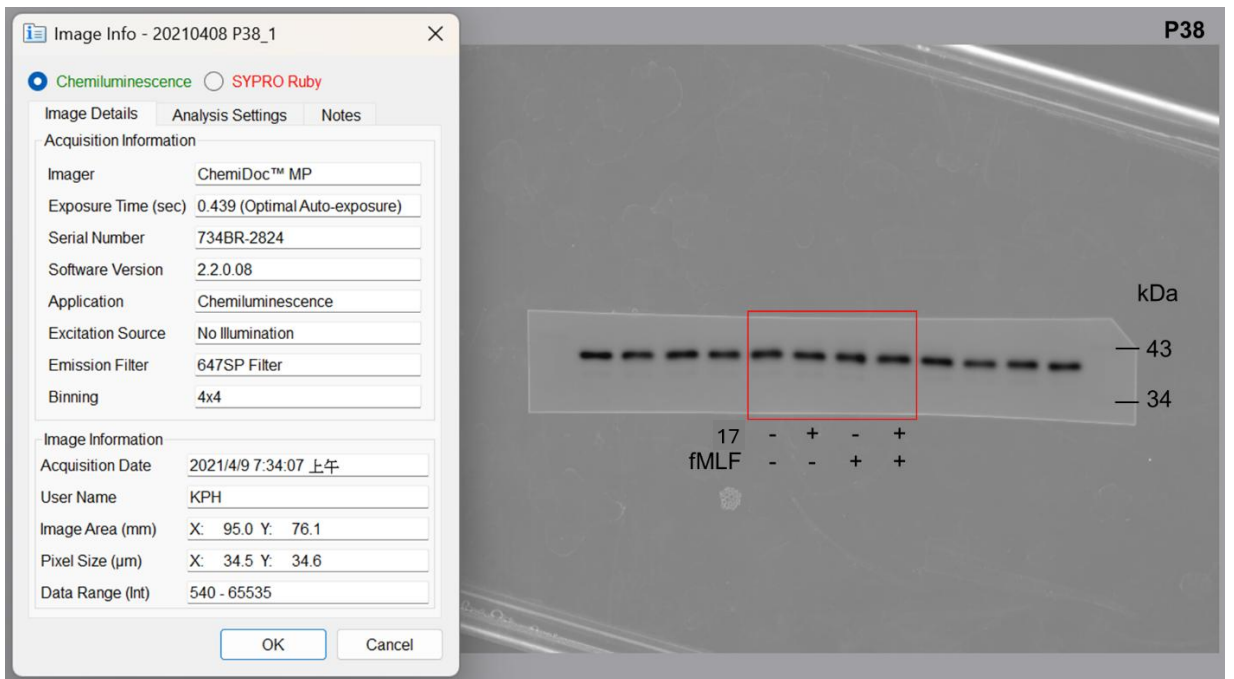 Image Info - 20210408 P38_1
Chemiluminescence SYPRO Ruby
Image Details Analysis Settings Notes
Acquisition Information
Imager ChemiDoc™ MP
Exposure Time (sec) 0.439 (Optimal Auto-exposure)
Serial Number 734BR-2824
Software Version 2.2.0.08
Application Chemiluminescence
Excitation Source No Illumination
Emission Filter 647SP Filter
Binning 4x4
Image Information
Acquisition Date 2021/4/9 7:34:07 上午
User Name KPH
Image Area (mm) X: 95.0 Y: 76.1
Pixel Size (µm) X: 34.5 Y: 34.6
Data Range (Int) 540 - 65535
OK Cancel
P38
kDa
43
34
17 - + - +
fMLF - - + +